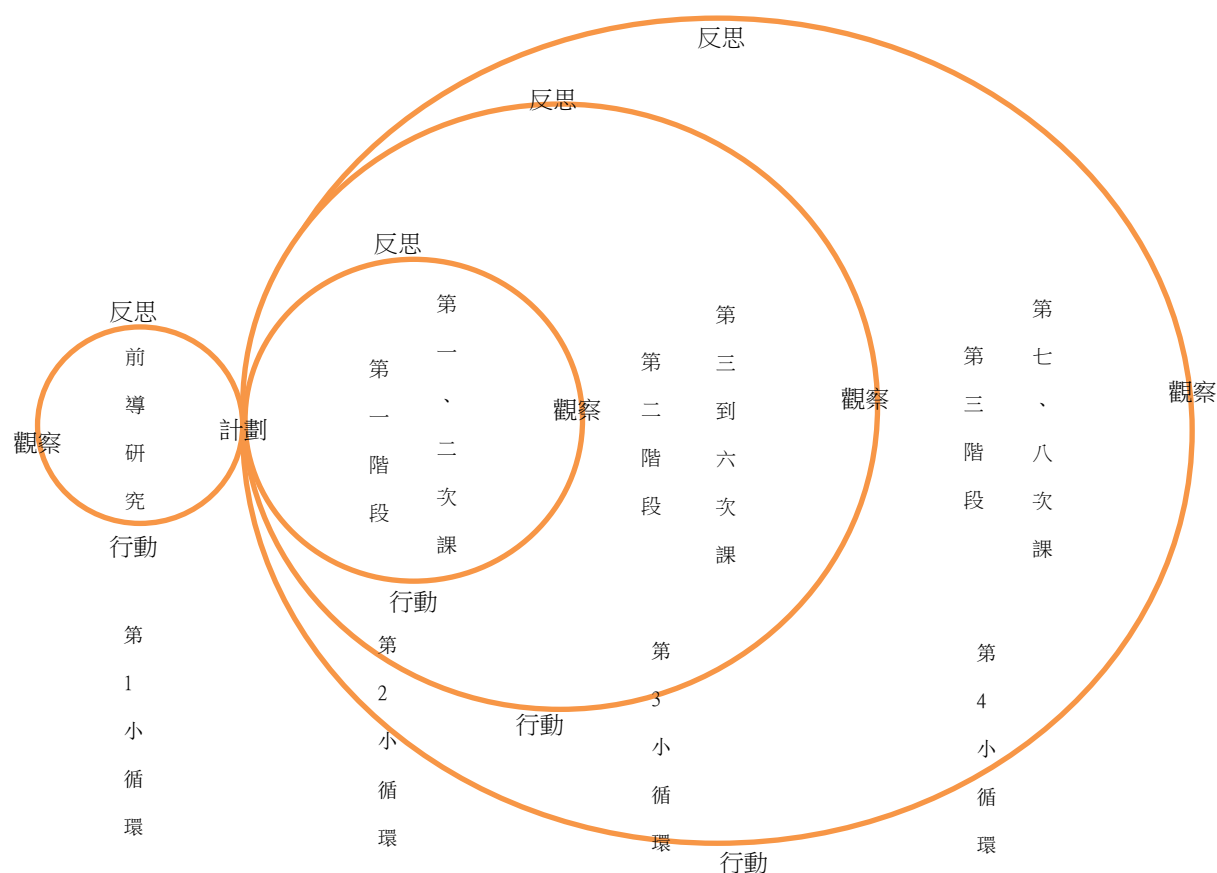 反思
反思
反思
反思
前導研究
觀察
行動
計劃
第一階段
第一、二次課
觀察
行動
第二階段
第三到六次課
觀察
行動
第三階段
第七、八次課
觀察
行動
第1小循環
第2小循環
第3小循環
第4小循環